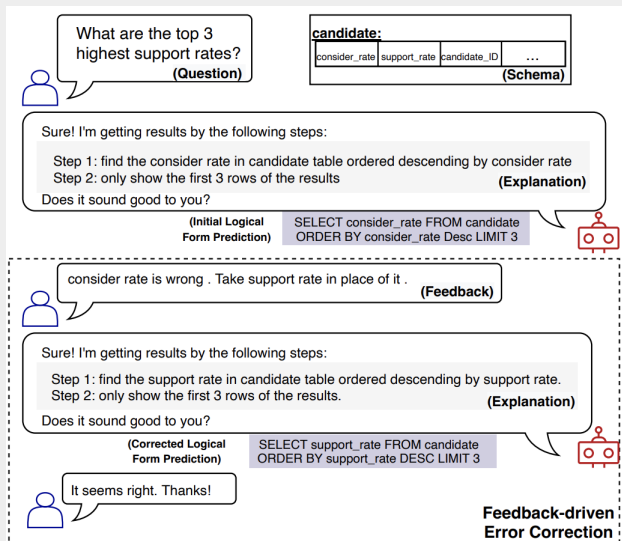 What are the top 3
highest support rates?
(Question)
candidate:
consider_rate support_rate candidate_ID ...
(Schema)
Sure! I'm getting results by the following steps:
Step 1: find the consider rate in candidate table ordered descending by consider rate
Step 2: only show the first 3 rows of the results
(Explanation)
Does it sound good to you?
(Initial Logical
Form Prediction)
SELECT consider_rate FROM candidate
ORDER BY consider_rate Desc LIMIT 3
consider rate is wrong . Take support rate in place of it .
(Feedback)
Sure! I'm getting results by the following steps:
Step 1: find the support rate in candidate table ordered descending by support rate.
Step 2: only show the first 3 rows of the results.
(Explanation)
Does it sound good to you?
(Corrected Logical
Form Prediction)
SELECT support_rate FROM candidate
ORDER BY support_rate DESC LIMIT 3
It seems right. Thanks!
Feedback-driven
Error Correction